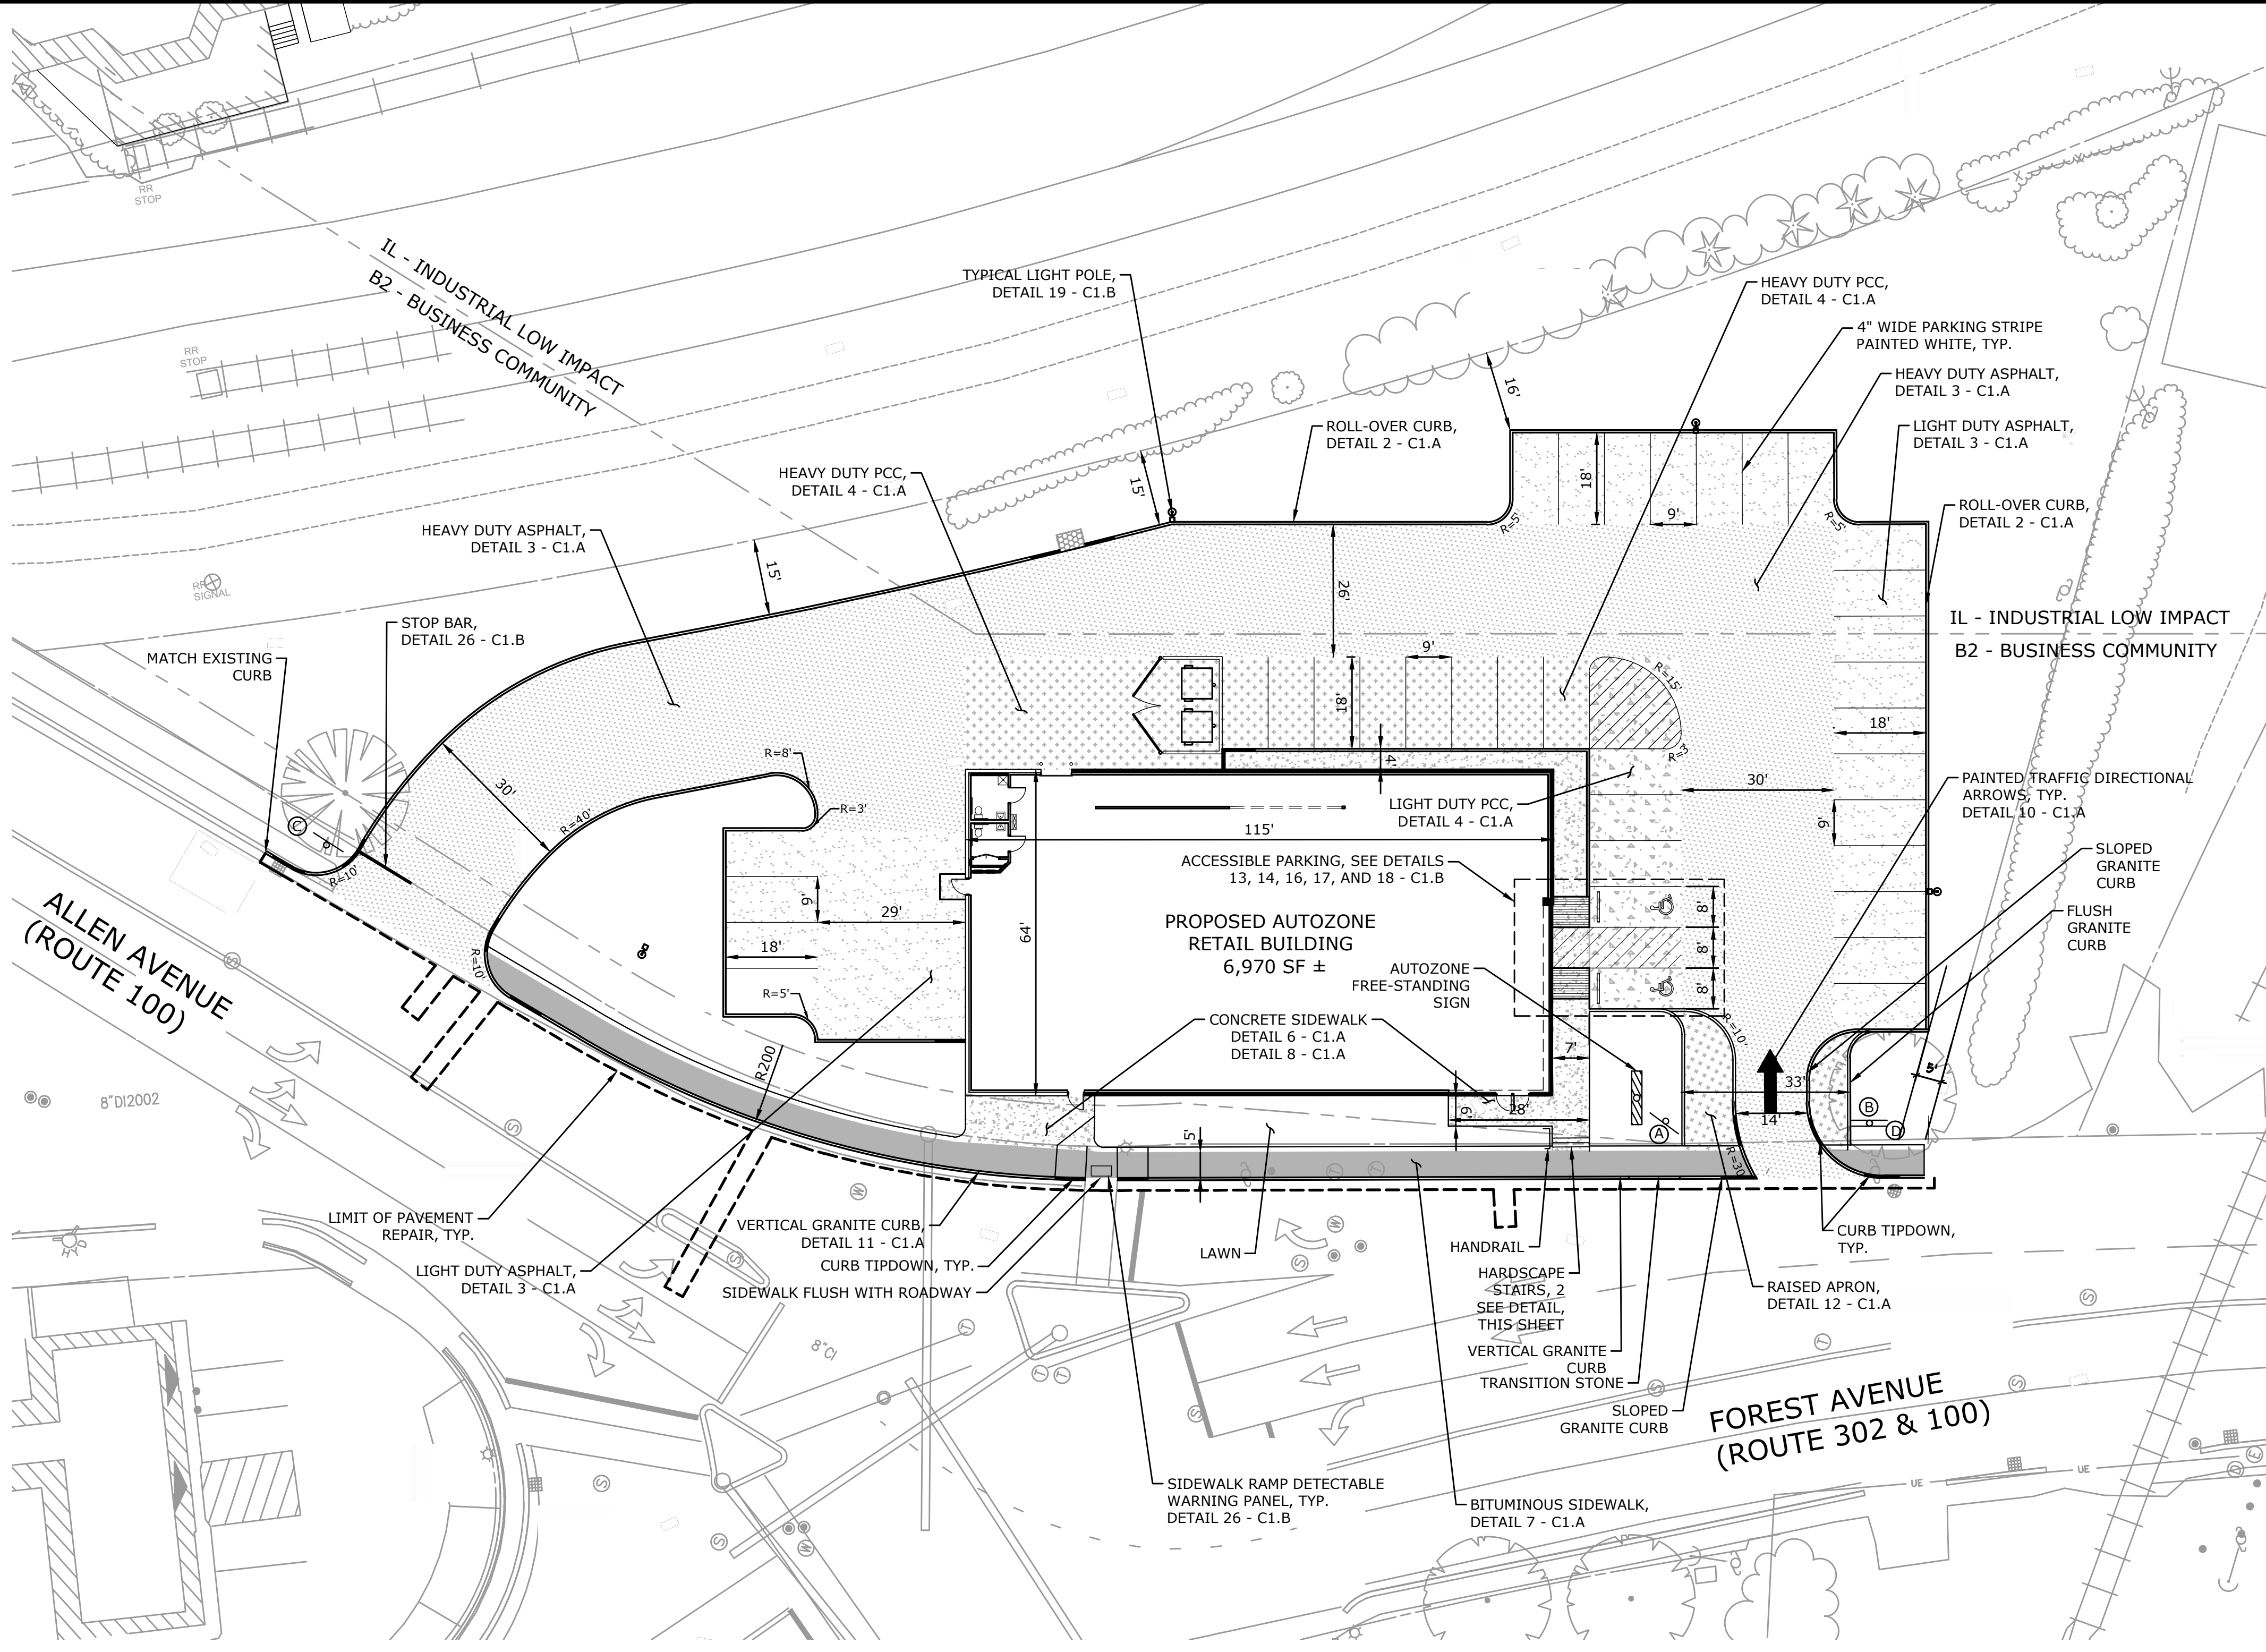 RR
STOP
IL - INDUSTRIAL LOW IMPACT
B2 - BUSINESS COMMUNITY
TYPICAL LIGHT POLE,
DETAIL 19 - C1.B
HEAVY DUTY PCC,
DETAIL 4 - C1.A
4" WIDE PARKING STRIPE
PAINTED WHITE, TYP.
HEAVY DUTY ASPHALT,
DETAIL 3 - C1.A
LIGHT DUTY ASPHALT,
DETAIL 3 - C1.A
ROLL-OVER CURB,
DETAIL 2 - C1.A
16'
RR
STOP
ROLL-OVER CURB,
DETAIL 2 - C1.A
HEAVY DUTY PCC,
DETAIL 4 - C1.A
15'
18'
9'
R=5'
R=5'
HEAVY DUTY ASPHALT,
DETAIL 3 - C1.A
15'
26'
RR
SIGNAL
STOP BAR,
DETAIL 26 - C1.B
MATCH EXISTING
CURB
IL - INDUSTRIAL LOW IMPACT
B2 - BUSINESS COMMUNITY
9'
18'
R=15'
R=3'
18'
30'
9'
4'
R=8'
R=3'
30'
R=40'
C
R=10'
LIGHT DUTY PCC,
DETAIL 4 - C1.A
115'
64'
ACCESSIBLE PARKING, SEE DETAILS
13, 14, 16, 17, AND 18 - C1.B
PROPOSED AUTOZONE
RETAIL BUILDING
6,970 SF ±
AUTOZONE
FREE-STANDING
SIGN
CONCRETE SIDEWALK
DETAIL 6 - C1.A
DETAIL 8 - C1.A
PAINTED TRAFFIC DIRECTIONAL
ARROWS, TYP.
DETAIL 10 - C1.A
SLOPED
GRANITE
CURB
FLUSH
GRANITE
CURB
8'
8'
8'
9'
29'
18'
R=5'
R=10'
R200
R=10'
7'
33'
14'
5'
28'
6'
5'
A
B
D
R=30'
ALLEN AVENUE
(ROUTE 100)
8"DI2002
S
S
W
S
LIMIT OF PAVEMENT
REPAIR, TYP.
LIGHT DUTY ASPHALT,
DETAIL 3 - C1.A
VERTICAL GRANITE CURB,
DETAIL 11 - C1.A
CURB TIPDOWN, TYP.
SIDEWALK FLUSH WITH ROADWAY
LAWN
W
S
T
T
HANDRAIL
HARDSCAPE
STAIRS, 2
SEE DETAIL,
THIS SHEET
VERTICAL GRANITE
CURB
TRANSITION STONE
SLOPED
GRANITE CURB
CURB TIPDOWN,
TYP.
RAISED APRON,
DETAIL 12 - C1.A
HYD
8"CI
T
T
T
S
S
S
S
T
S
FOREST AVENUE
(ROUTE 302 & 100)
SIDEWALK RAMP DETECTABLE
WARNING PANEL, TYP.
DETAIL 26 - C1.B
BITUMINOUS SIDEWALK,
DETAIL 7 - C1.A
S
W
UE
UE
D
E